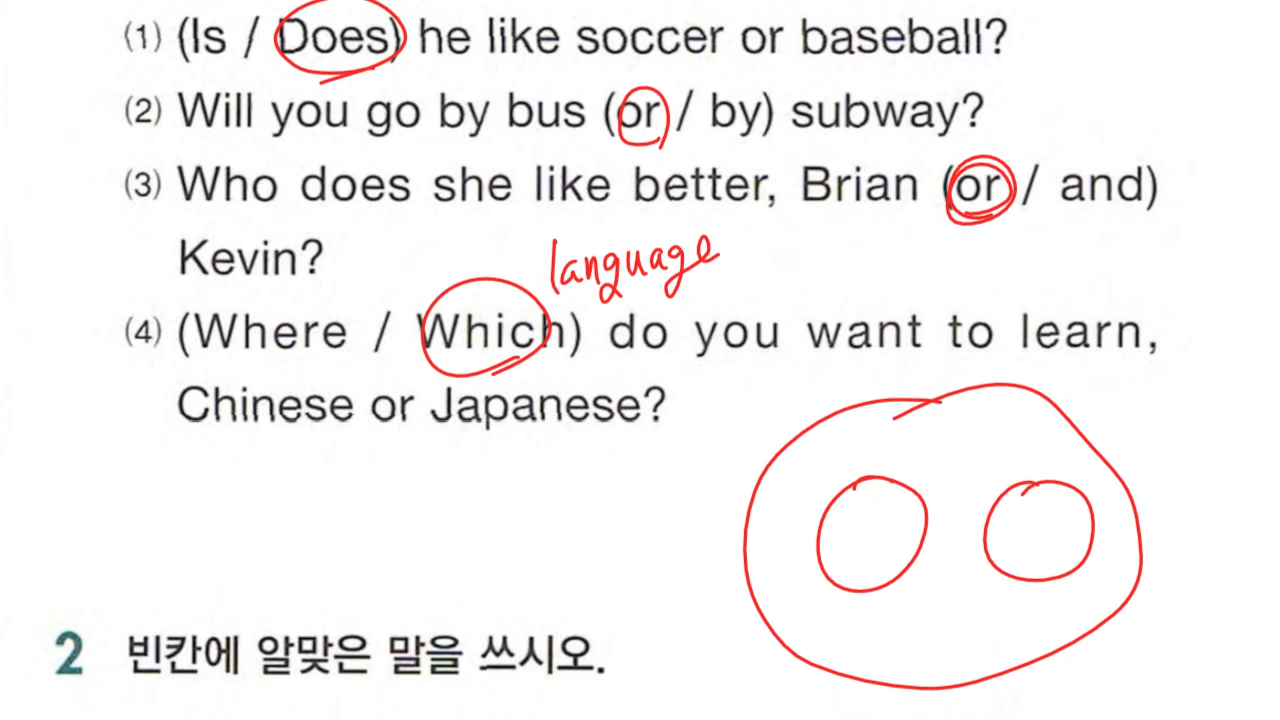 (1) (Is / Does) he like soccer or baseball?
(2) Will you go by bus (or / by) subway?
(3) Who does she like better, Brian (or / and)
Kevin?
language
(4) (Where / Which) do you want to learn,
Chinese or Japanese?
2 빈칸에 알맞은 말을 쓰시오.